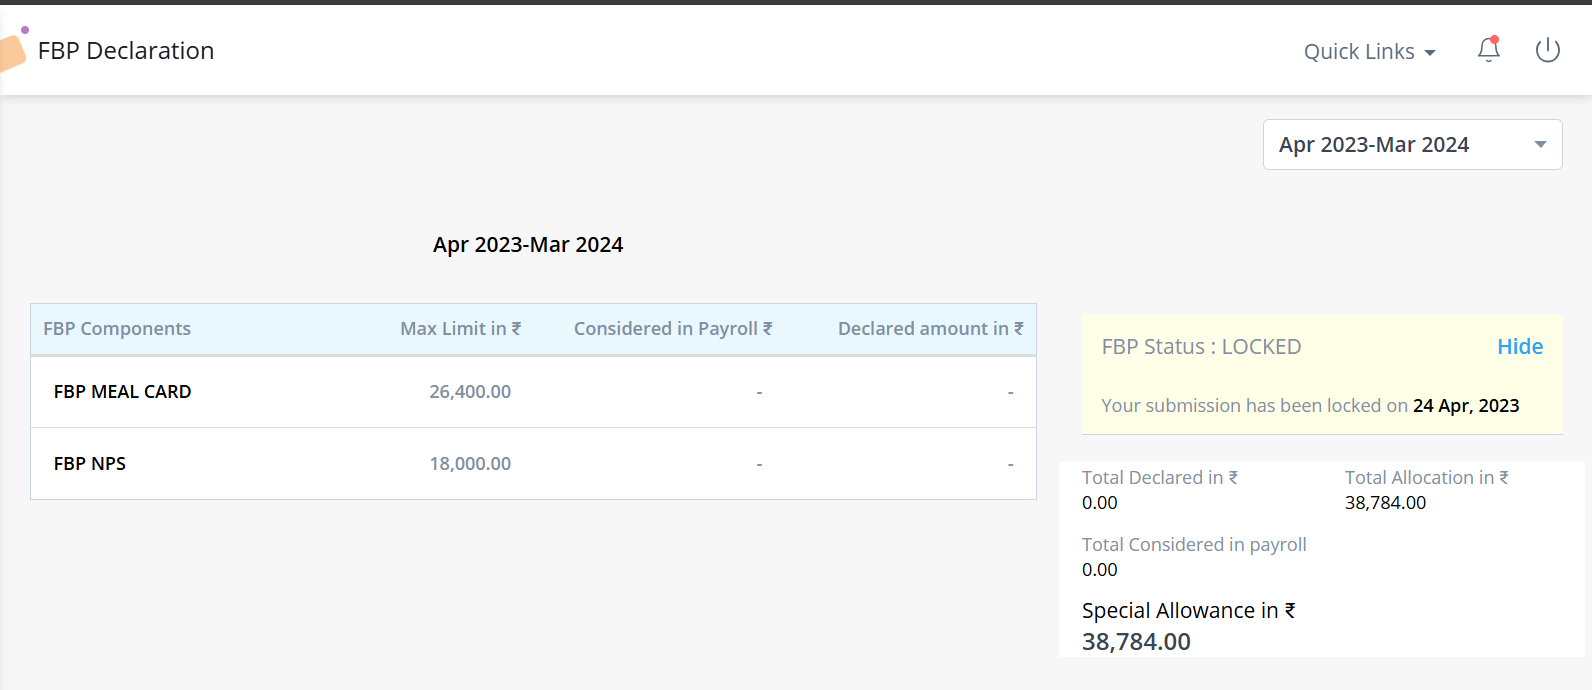 FBP Declaration
Quick Links
Apr 2023-Mar 2024
Apr 2023-Mar 2024
FBP Components Max Limit in ₹ Considered in Payroll ₹ Declared amount in ₹
FBP MEAL CARD 26,400.00 - -
FBP NPS 18,000.00 - -
FBP Status : LOCKED Hide
Your submission has been locked on 24 Apr, 2023
Total Declared in ₹ Total Allocation in ₹
0.00 38,784.00
Total Considered in payroll
0.00
Special Allowance in ₹
38,784.00